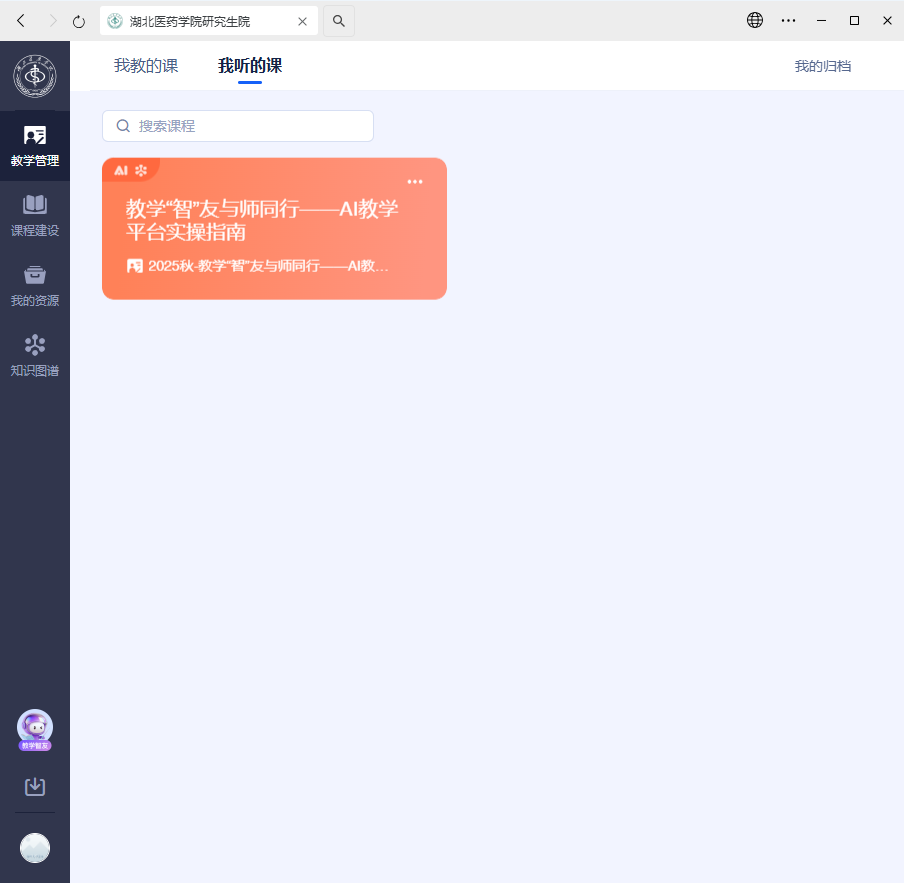 湖北医药学院研究生院
我教的课
我听的课
我的归档
教学管理
课程建设
我的资源
知识图谱
搜索课程
AI
教学“智”友与师同行——AI教学
平台实操指南
2025秋-教学“智”友与师同行——AI教...
教学智友